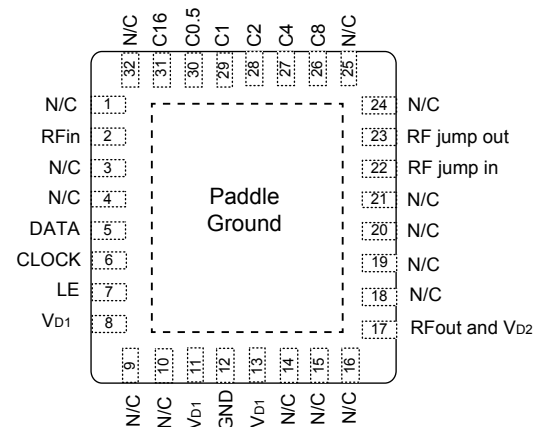 N/C C16 C0.5 C1 C2 C4 C8 N/C
32 31 30 29 28 27 26 25
N/C 1
RFin 2
N/C 3
N/C 4
DATA 5
CLOCK 6
LE 7
VD1 8
Paddle
Ground
24 N/C
23 RF jump out
22 RF jump in
21 N/C
20 N/C
19 N/C
18 N/C
17 RFout and VD2
9 10 11 12 13 14 15 16
N/C N/C VD1 GND VD1 N/C N/C N/C